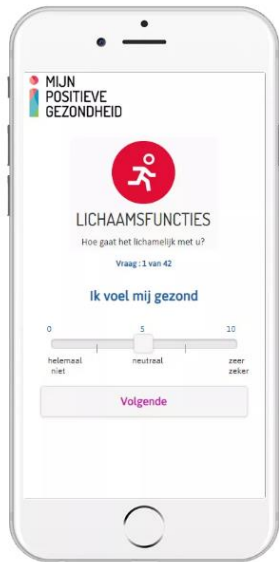 MIJN
POSITIEVE
GEZONDHEID
LICHAAMSFUNCTIES
Hoe gaat het lichamelijk met u?
Vraag : 1 van 42
Ik voel mij gezond
0 5 10
helemaal niet neutraal zeer zeker
Volgende